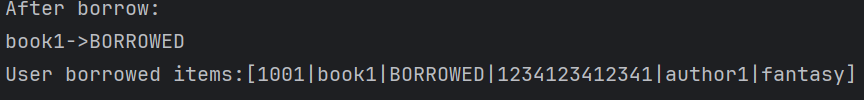 After borrow:
book1->BORROWED
User borrowed items:[1001|book1|BORROWED|1234123412341|author1|fantasy]